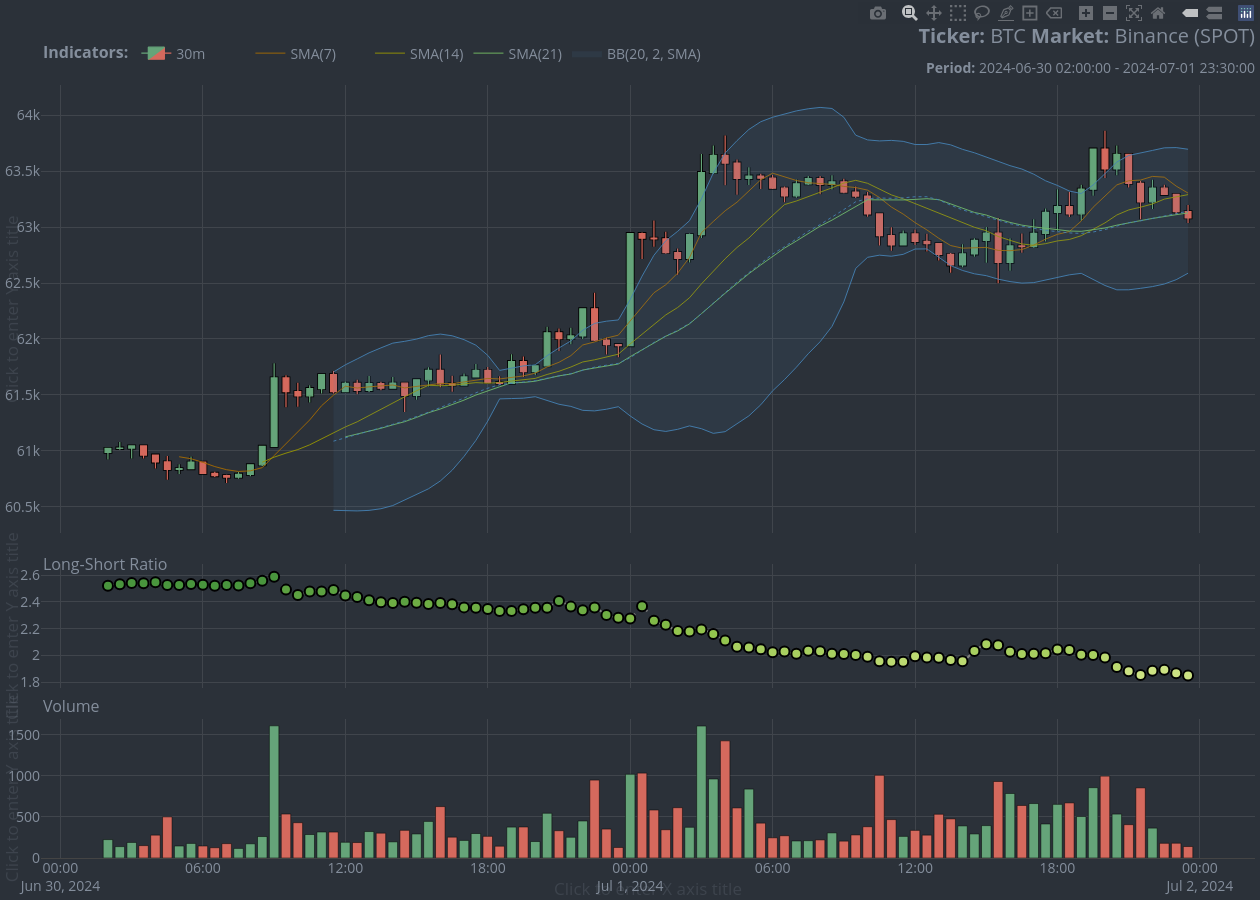 Ticker: BTC Market: Binance (SPOT)
Indicators: 30m SMA(7) SMA(14) SMA(21) BB(20, 2, SMA)
Period: 2024-06-30 02:00:00 - 2024-07-01 23:30:00
64k
63.5k
63k
62.5k
62k
61.5k
61k
60.5k
Click to enter Y axis title
Long-Short Ratio
2.6
2.4
2.2
2
1.8
Click to enter Y axis title
Volume
1500
1000
500
0
Click to enter Y axis title
00:00 06:00 12:00 18:00 00:00 06:00 12:00 18:00 00:00
Jun 30, 2024 Jul 1, 2024 Jul 2, 2024
Click to enter X axis title